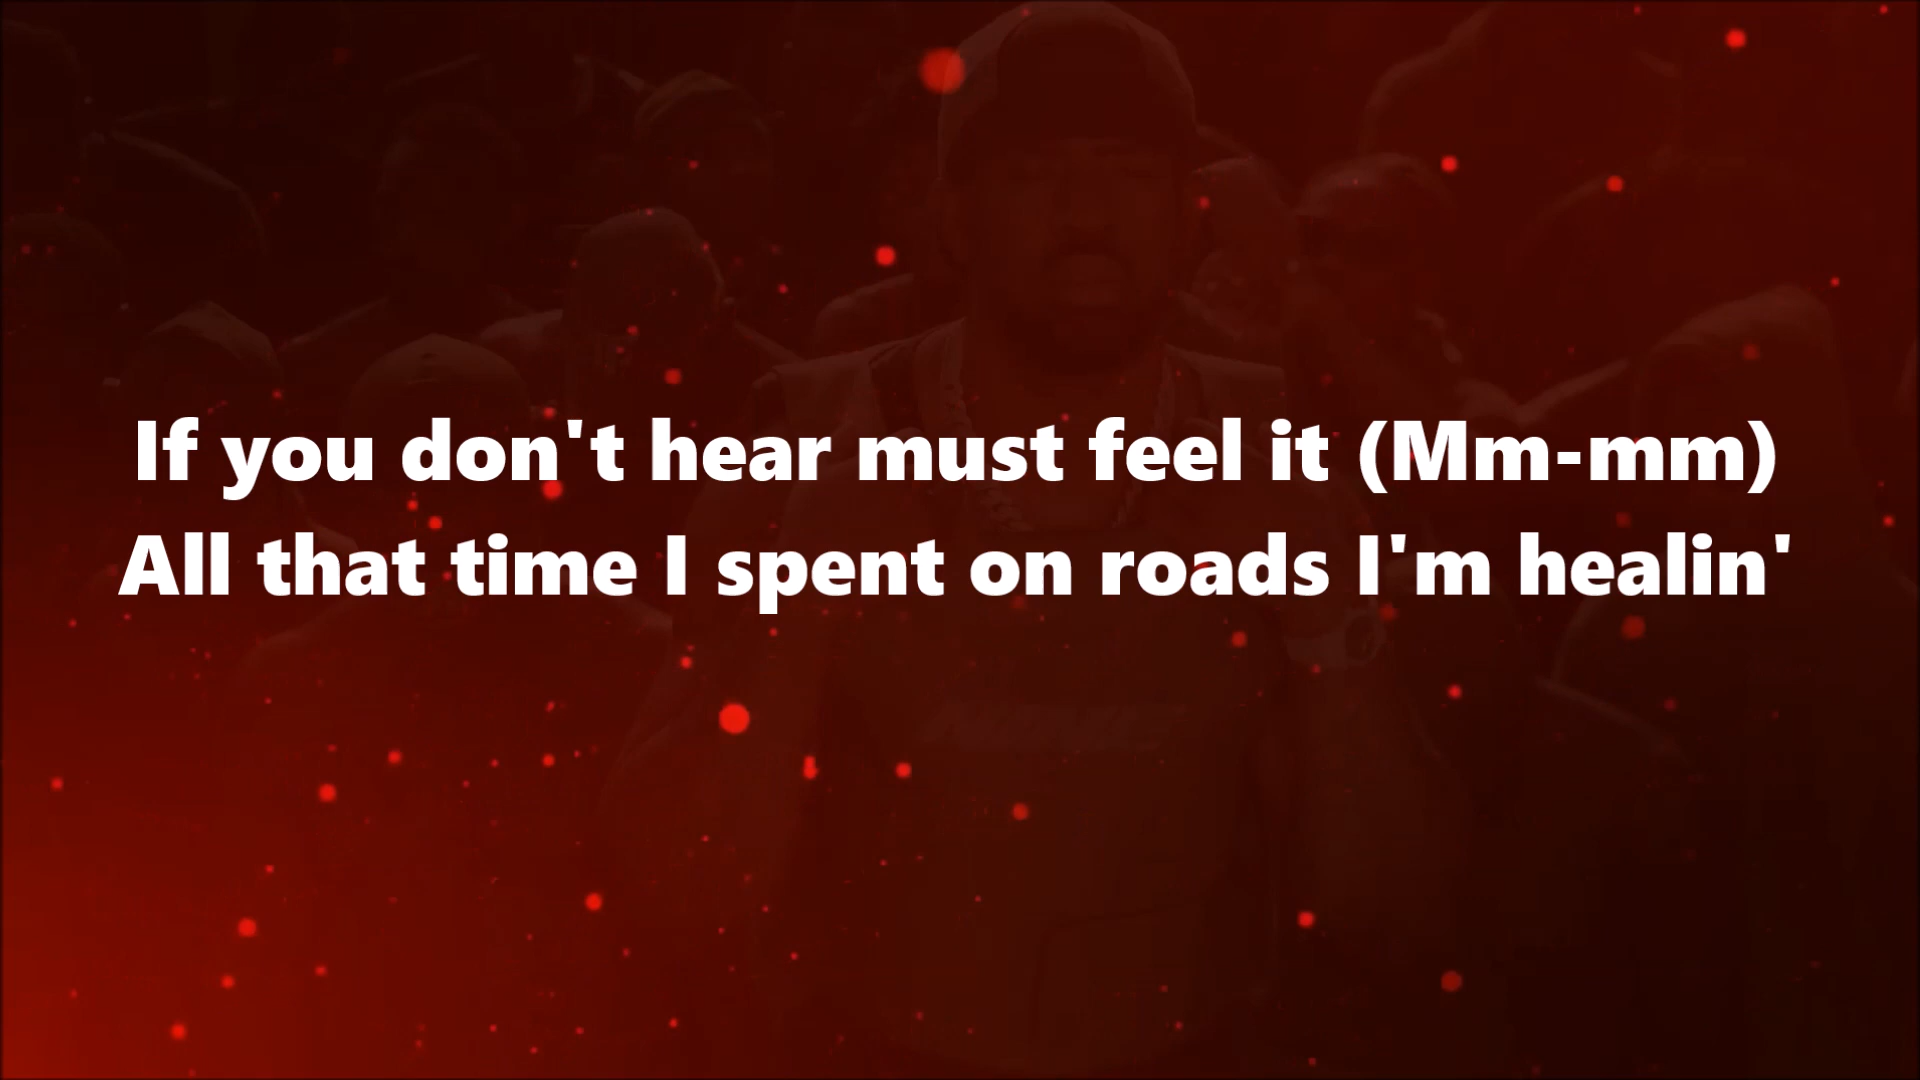 If you don't hear must feel it (Mm-mm)
All that time I spent on roads I'm healin'